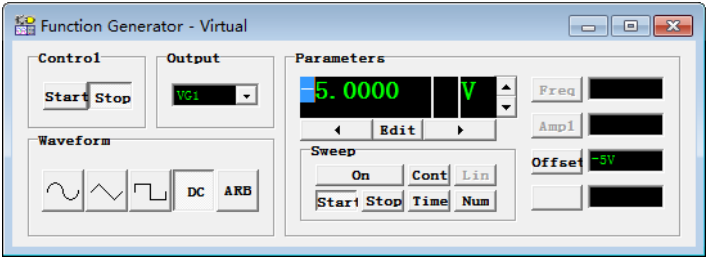 Function Generator - Virtual
Control
Start Stop
Output
VG1
Waveform
DC ARB
Parameters
-5.0000 V
Edit
Sweep
On Cont Lin
Start Stop Time Num
Freq
Ampl
Offset -5V